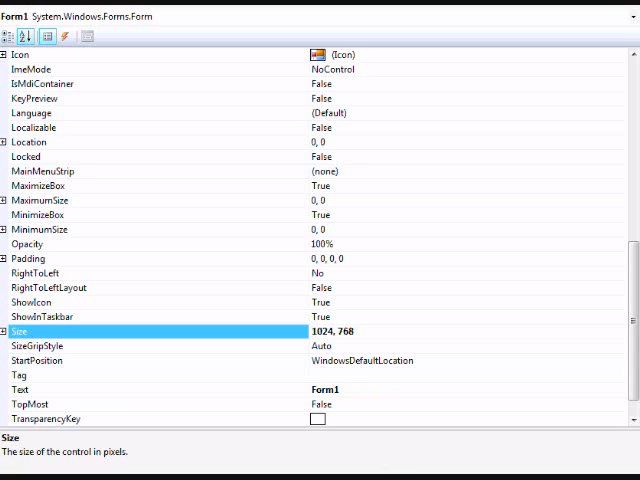 Form1 System.Windows.Forms.Form
Icon (Icon)
ImeMode NoControl
IsMdiContainer False
KeyPreview False
Language (Default)
Localizable False
Location 0, 0
Locked False
MainMenuStrip (none)
MaximizeBox True
MaximumSize 0, 0
MinimizeBox True
MinimumSize 0, 0
Opacity 100%
Padding 0, 0, 0, 0
RightToLeft No
RightToLeftLayout False
ShowIcon True
ShowInTaskbar True
Size 1024, 768
SizeGripStyle Auto
StartPosition WindowsDefaultLocation
Tag
Text Form1
TopMost False
TransparencyKey
Size
The size of the control in pixels.